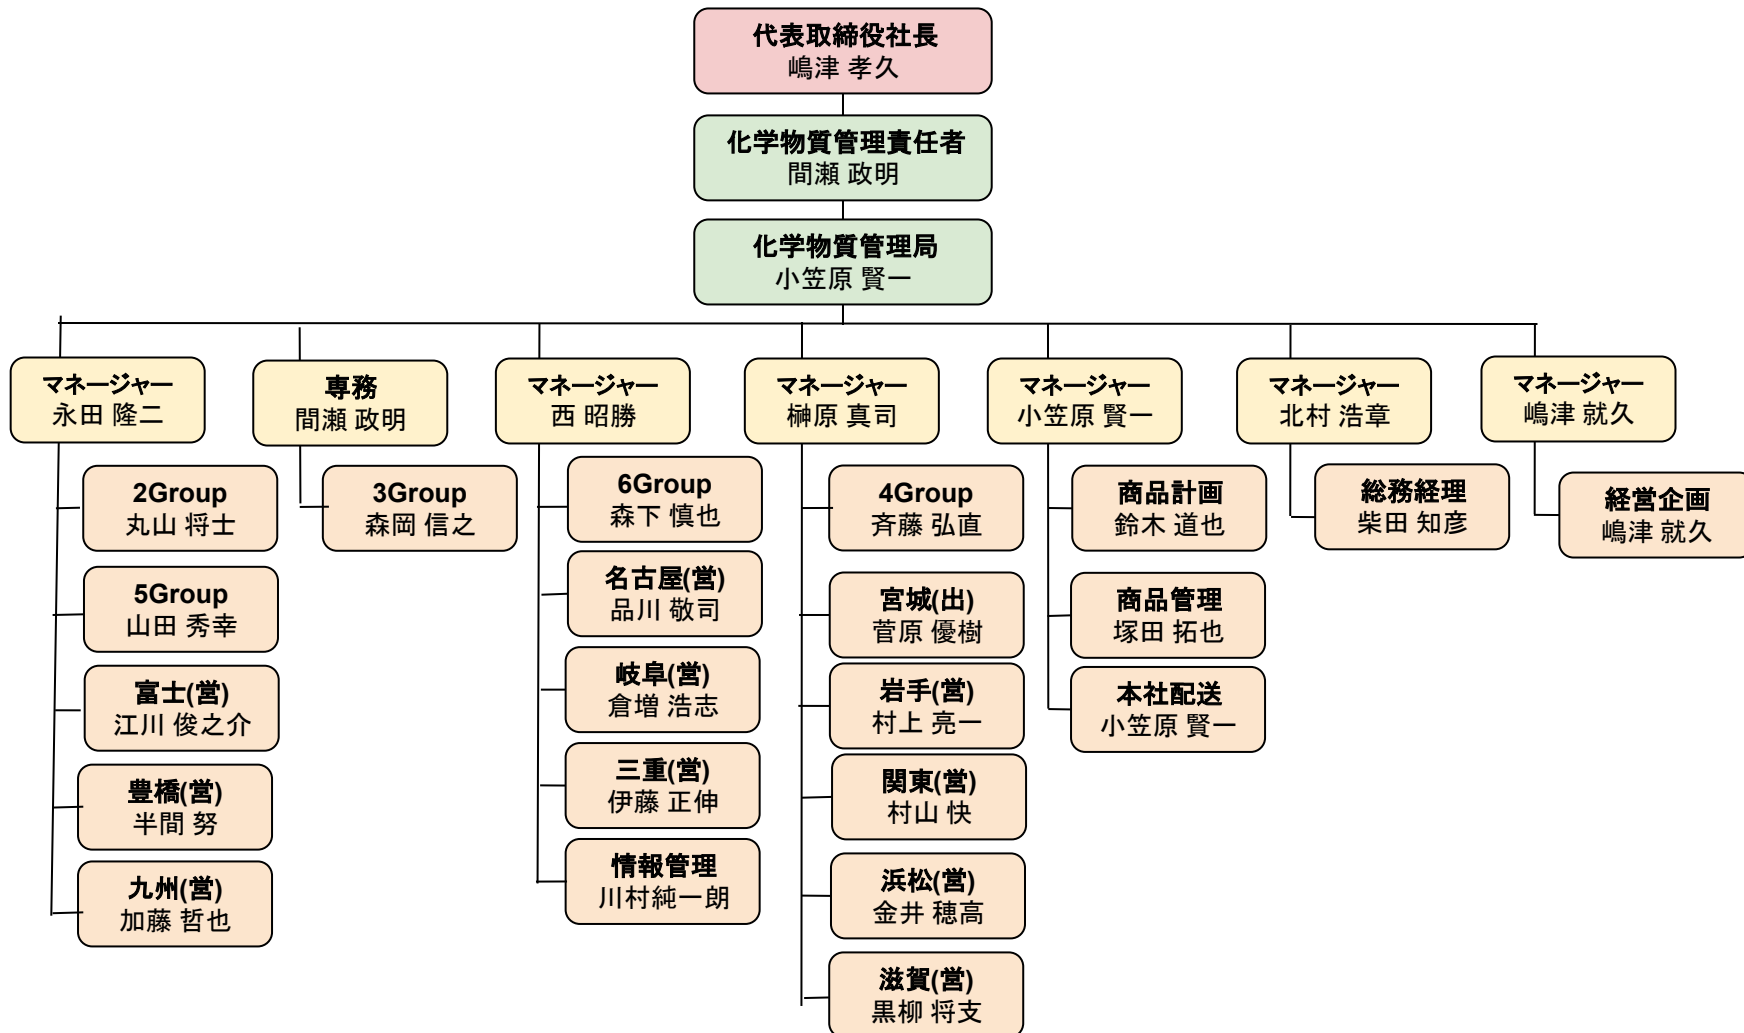 代表取締役社長
嶋津 孝久
化学物質管理責任者
間瀬 政明
化学物質管理局
小笠原 賢一
マネージャー
永田 隆二
専務
間瀬 政明
マネージャー
西 昭勝
マネージャー
榊原 真司
マネージャー
小笠原 賢一
マネージャー
北村 浩章
マネージャー
嶋津 就久
2Group
丸山 将士
5Group
山田 秀幸
富士(営)
江川 俊之介
豊橋(営)
半間 努
九州(営)
加藤 哲也
3Group
森岡 信之
6Group
森下 慎也
名古屋(営)
品川 敬司
岐阜(営)
倉増 浩志
三重(営)
伊藤 正伸
情報管理
川村純一朗
4Group
斉藤 弘直
宮城(出)
菅原 優樹
岩手(営)
村上 亮一
関東(営)
村山 快
浜松(営)
金井 穂高
滋賀(営)
黒柳 将支
商品計画
鈴木 道也
商品管理
塚田 拓也
本社配送
小笠原 賢一
総務経理
柴田 知彦
経営企画
嶋津 就久